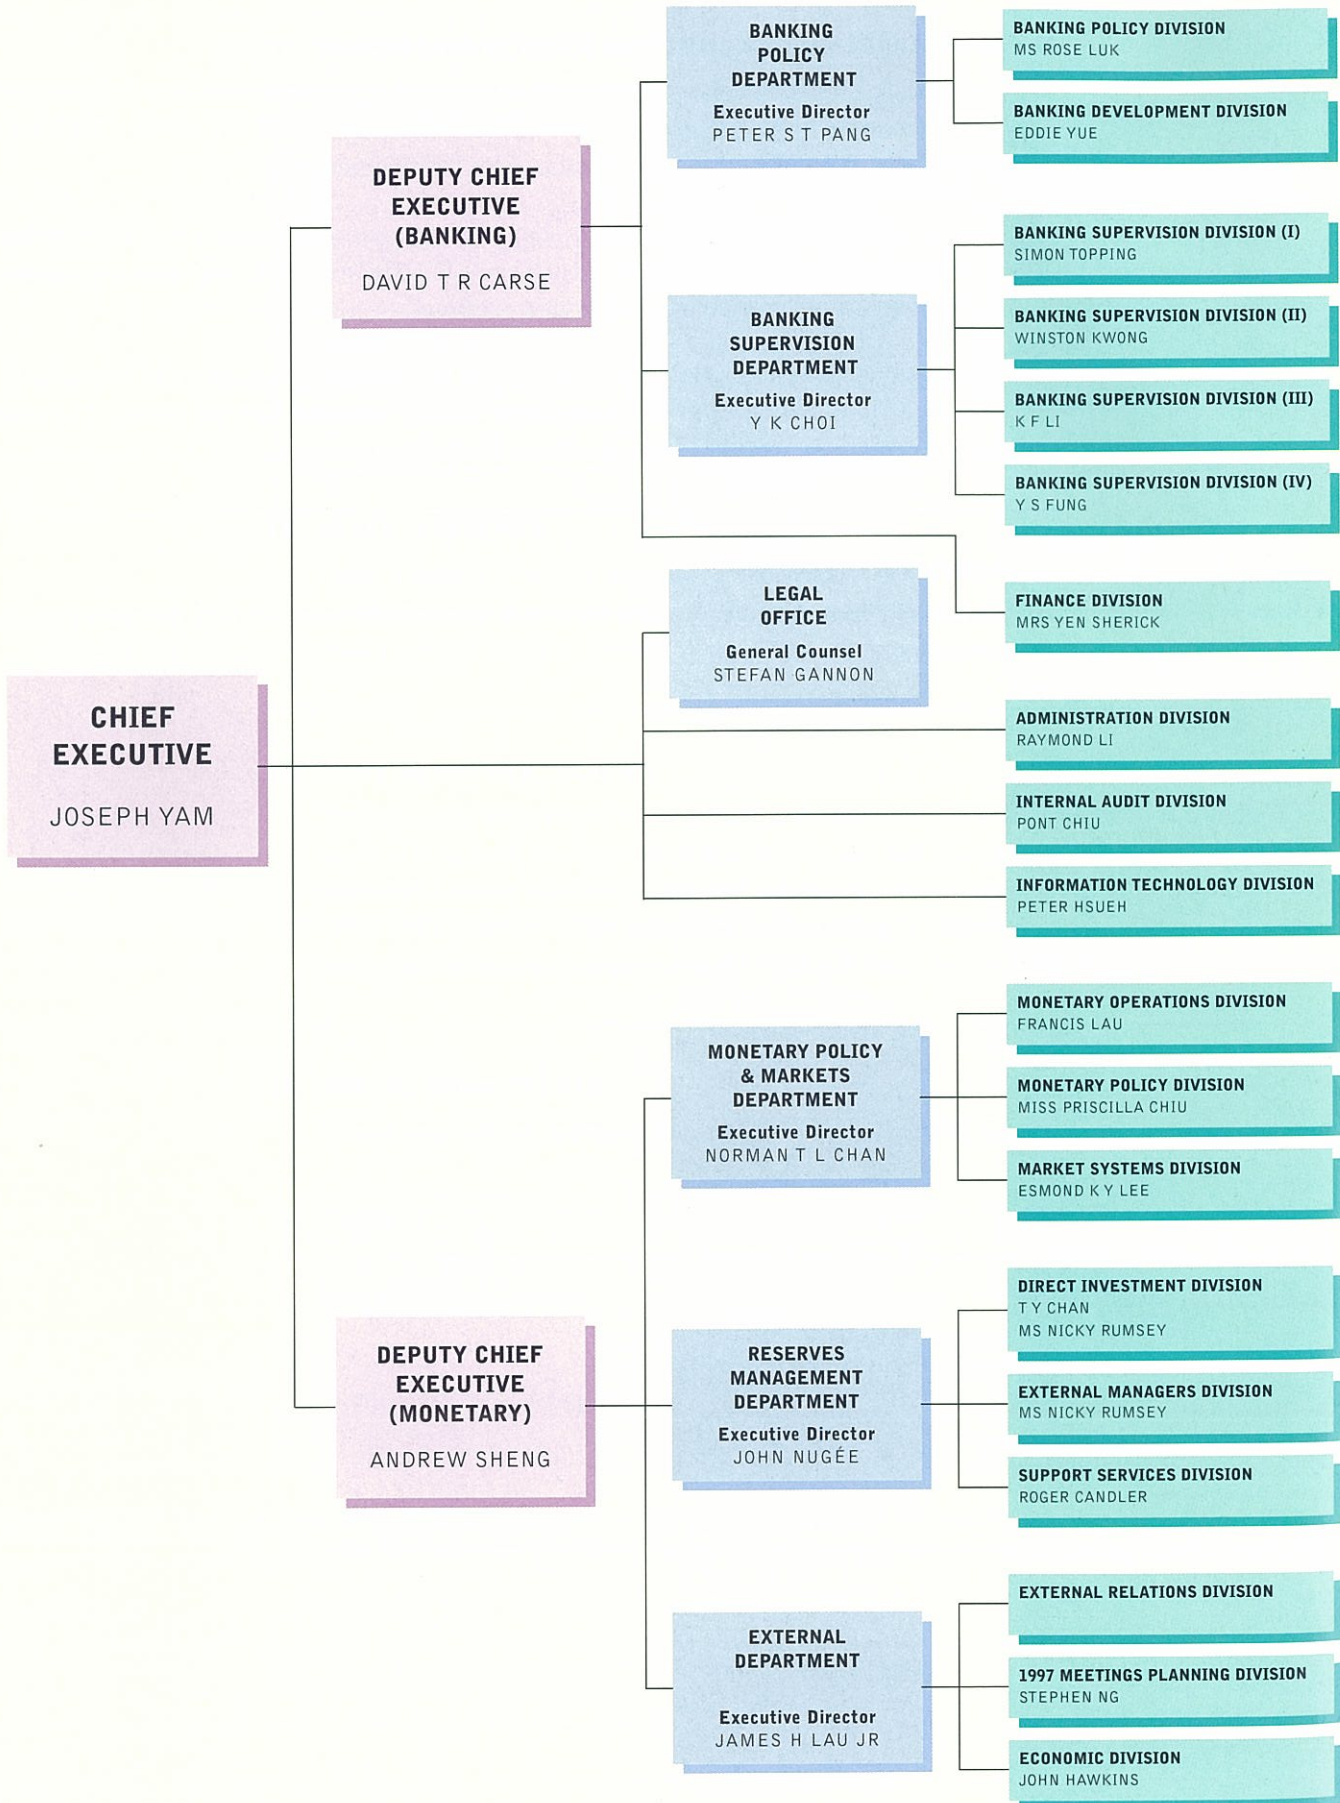 BANKING
POLICY
DEPARTMENT
Executive Director
PETER S T PANG
BANKING POLICY DIVISION
MS ROSE LUK
BANKING DEVELOPMENT DIVISION
EDDIE YUE
DEPUTY CHIEF
EXECUTIVE
(BANKING)
DAVID T R CARSE
BANKING
SUPERVISION
DEPARTMENT
Executive Director
Y K CHOI
BANKING SUPERVISION DIVISION (I)
SIMON TOPPING
BANKING SUPERVISION DIVISION (II)
WINSTON KWONG
BANKING SUPERVISION DIVISION (III)
K F LI
BANKING SUPERVISION DIVISION (IV)
Y S FUNG
FINANCE DIVISION
MRS YEN SHERICK
LEGAL
OFFICE
General Counsel
STEFAN GANNON
CHIEF
EXECUTIVE
JOSEPH YAM
ADMINISTRATION DIVISION
RAYMOND LI
INTERNAL AUDIT DIVISION
PONT CHIU
INFORMATION TECHNOLOGY DIVISION
PETER HSUEH
MONETARY POLICY
& MARKETS
DEPARTMENT
Executive Director
NORMAN T L CHAN
MONETARY OPERATIONS DIVISION
FRANCIS LAU
MONETARY POLICY DIVISION
MISS PRISCILLA CHIU
MARKET SYSTEMS DIVISION
ESMOND K Y LEE
DEPUTY CHIEF
EXECUTIVE
(MONETARY)
ANDREW SHENG
RESERVES
MANAGEMENT
DEPARTMENT
Executive Director
JOHN NUGÉE
DIRECT INVESTMENT DIVISION
T Y CHAN
MS NICKY RUMSEY
EXTERNAL MANAGERS DIVISION
MS NICKY RUMSEY
SUPPORT SERVICES DIVISION
ROGER CANDLER
EXTERNAL
DEPARTMENT
Executive Director
JAMES H LAU JR
EXTERNAL RELATIONS DIVISION
1997 MEETINGS PLANNING DIVISION
STEPHEN NG
ECONOMIC DIVISION
JOHN HAWKINS